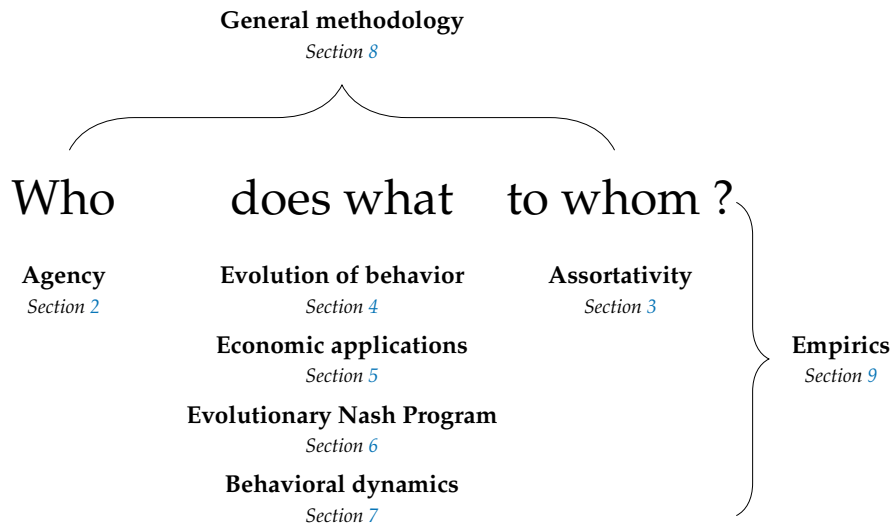 General methodology
Section 8
Who does what to whom ?
Agency
Section 2
Evolution of behavior
Section 4
Assortativity
Section 3
Economic applications
Section 5
Empirics
Section 9
Evolutionary Nash Program
Section 6
Behavioral dynamics
Section 7